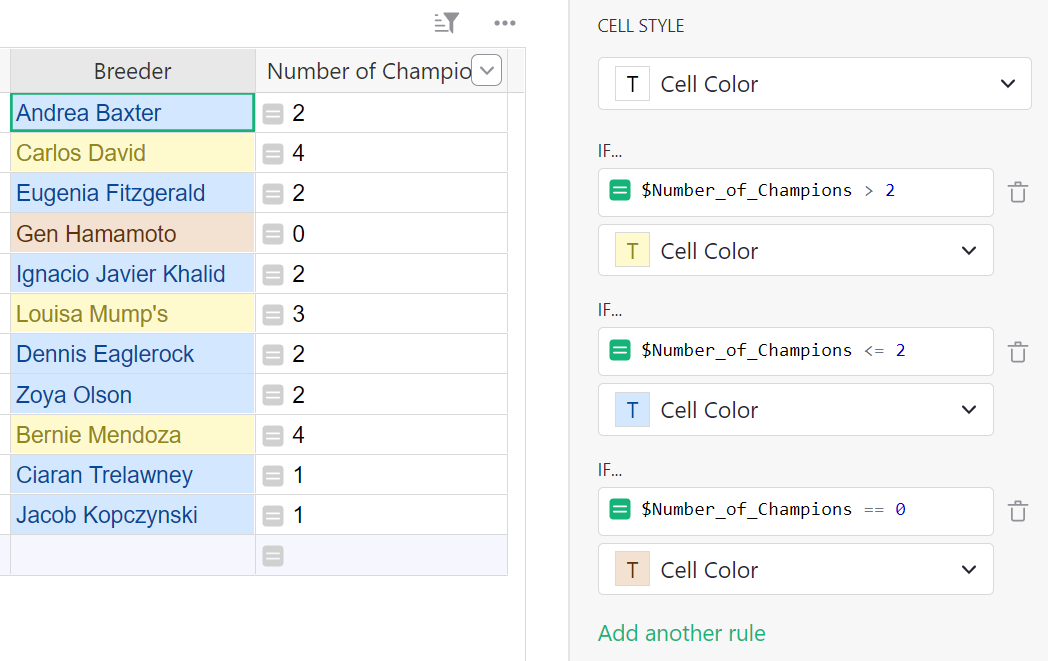 CELL STYLE
Breeder Number of Champio
T Cell Color
Andrea Baxter 2
Carlos David 4
Eugenia Fitzgerald 2
Gen Hamamoto 0
Ignacio Javier Khalid 2
Louisa Mump's 3
Dennis Eaglerock 2
Zoya Olson 2
Bernie Mendoza 4
Ciaran Trelawney 1
Jacob Kopczynski 1
IF...
$Number_of_Champions > 2
T Cell Color
IF...
$Number_of_Champions <= 2
T Cell Color
IF...
$Number_of_Champions == 0
T Cell Color
Add another rule